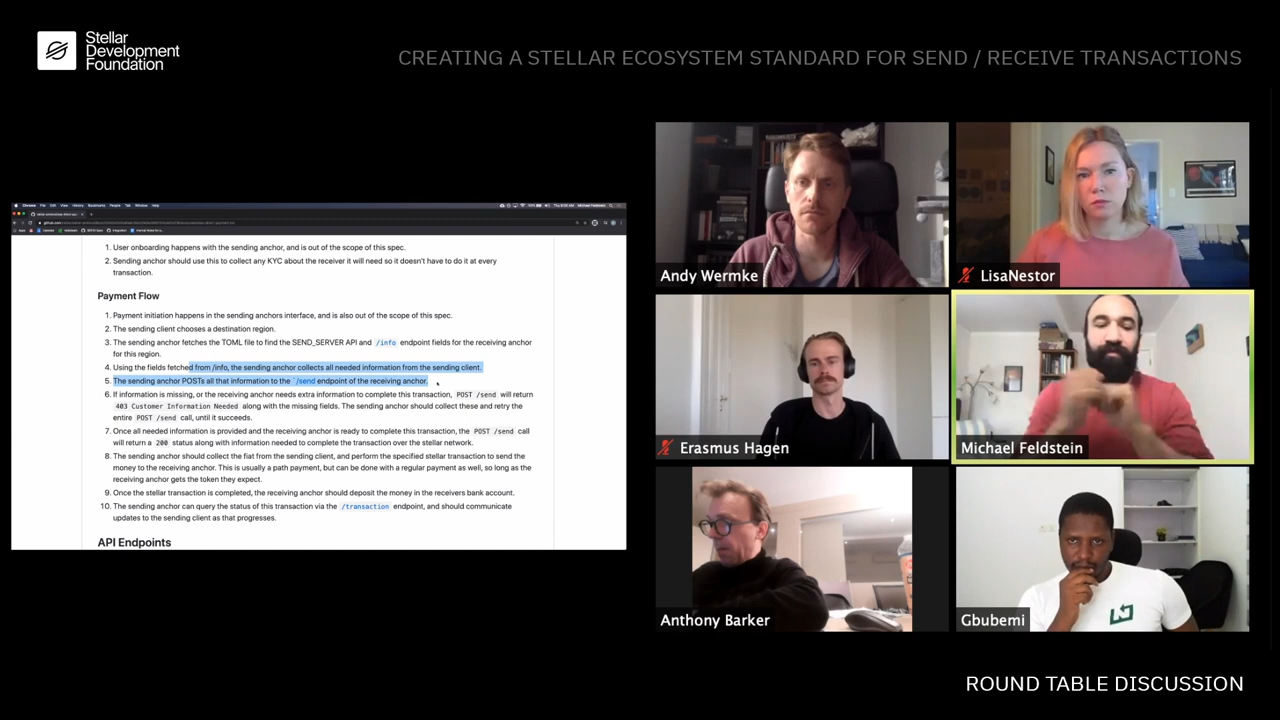 Stellar
Development
Foundation
CREATING A STELLAR ECOSYSTEM STANDARD FOR SEND / RECEIVE TRANSACTIONS
Chrome File Edit View History Bookmarks People Tab Window Help
1. User onboarding happens with the sending anchor, and is out of the scope of this spec.
2. Sending anchor should use this to collect any KYC about the receiver it will need so it doesn't have to do it at every
transaction.
Payment Flow
1. Payment initiation happens in the sending anchors interface, and is also out of the scope of this spec.
2. The sending client chooses a destination region.
3. The sending anchor fetches the TOML file to find the SEND_SERVER API and /info endpoint fields for the receiving anchor
for this region.
4. Using the fields fetched from /info, the sending anchor collects all needed information from the sending client.
5. The sending anchor POSTs all that information to the `/send endpoint of the receiving anchor.
6. If information is missing, or the receiving anchor needs extra information to complete this transaction, POST /send will return
403 Customer Information Needed along with the missing fields. The sending anchor should collect these and retry the
entire POST /send call, until it succeeds.
7. Once all needed information is provided and the receiving anchor is ready to complete this transaction, the POST /send call
will return a 200 status along with information needed to complete the transaction over the stellar network.
8. The sending anchor should collect the fiat from the sending client, and perform the specified stellar transaction to send the
money to the receiving anchor. This is usually a path payment, but can be done with a regular payment as well, so long as the
receiving anchor gets the token they expect.
9. Once the stellar transaction is completed, the receiving anchor should deposit the money in the receivers bank account.
10. The sending anchor can query the status of this transaction via the /transaction endpoint, and should communicate
updates to the sending client as that progresses.
API Endpoints
Andy Wermke
LisaNestor
Erasmus Hagen
Michael Feldstein
Anthony Barker
Gbubemi
ROUND TABLE DISCUSSION